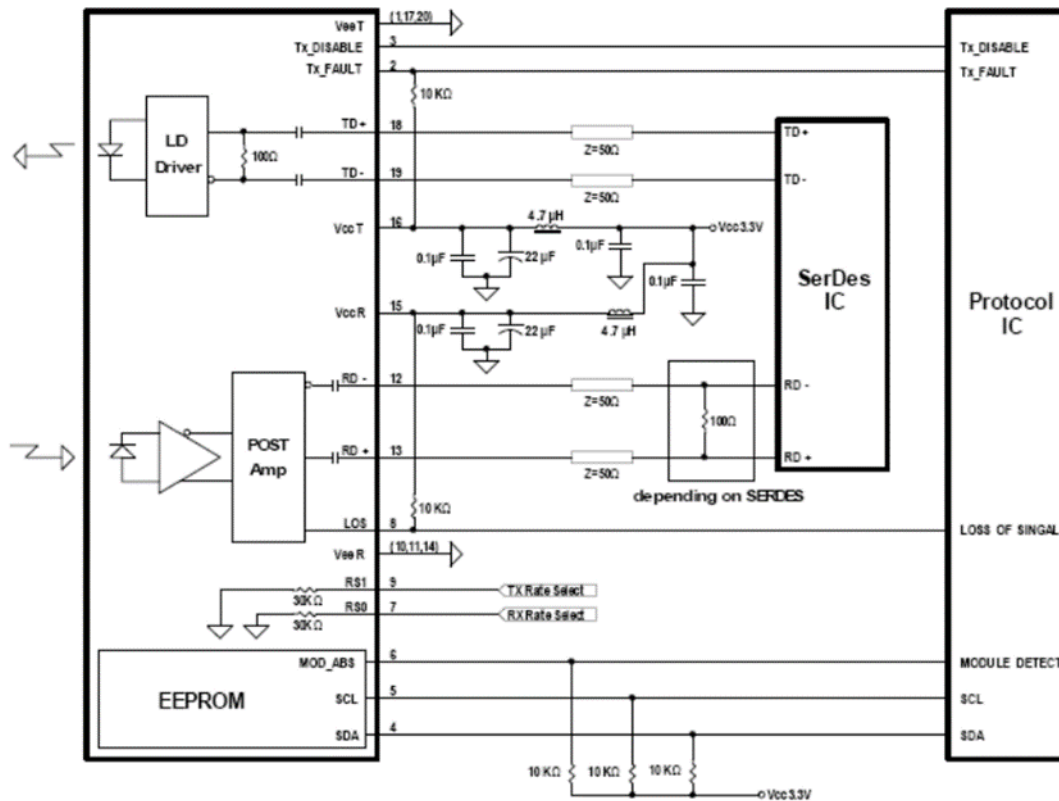 VeeT (1,17,20)
Tx_DISABLE 3 Tx_DISABLE
Tx_FAULT 2 Tx_FAULT
10 KΩ
LD
Driver
100Ω
TD+ 18 Z=50Ω TD+
TD- 19 Z=50Ω TD-
VccT 16 4.7 µH Vcc3.3V
0.1µF 22 µF 0.1µF 0.1µF
SerDes
IC
Protocol
IC
VccR 15
0.1µF 22 µF 4.7 µH
RD - 12 Z=50Ω RD -
POST
Amp
100Ω
RD + 13 Z=50Ω RD +
depending on SERDES
10 KΩ
LOS 8 LOSS OF SINGAL
VeeR (10,11,14)
RS1 9 TX Rate Select
30KΩ
RS0 7 RX Rate Select
30KΩ
MOD_ABS 6 MODULE DETECT
EEPROM
SCL 5 SCL
SDA 4 SDA
10 KΩ 10 KΩ 10 KΩ
Vcc3.3V